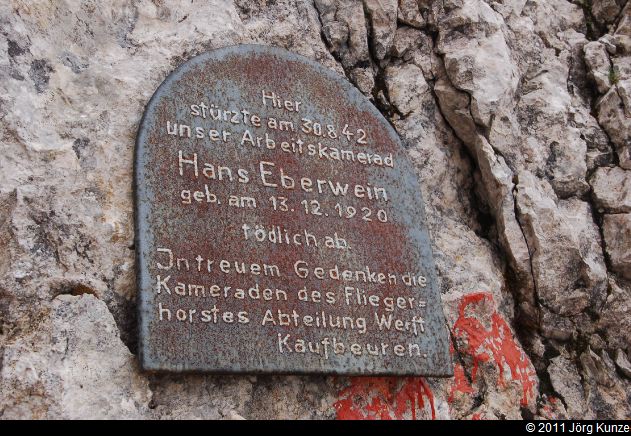 Hier
stürzte am 30.8.42
unser Arbeitskamerad
Hans Eberwein
geb. am 13.12.1920
tödlich ab.
In treuem Gedenken die
Kameraden des Flieger=
horstes Abteilung Werft
Kaufbeuren.
© 2011 Jörg Kunze